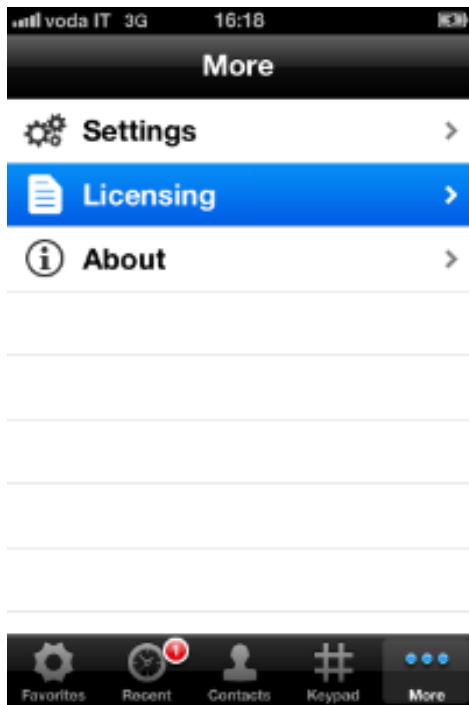 voda IT 3G 16:18
More
Settings
Licensing
About
1
Favorites Recent Contacts Keypad More